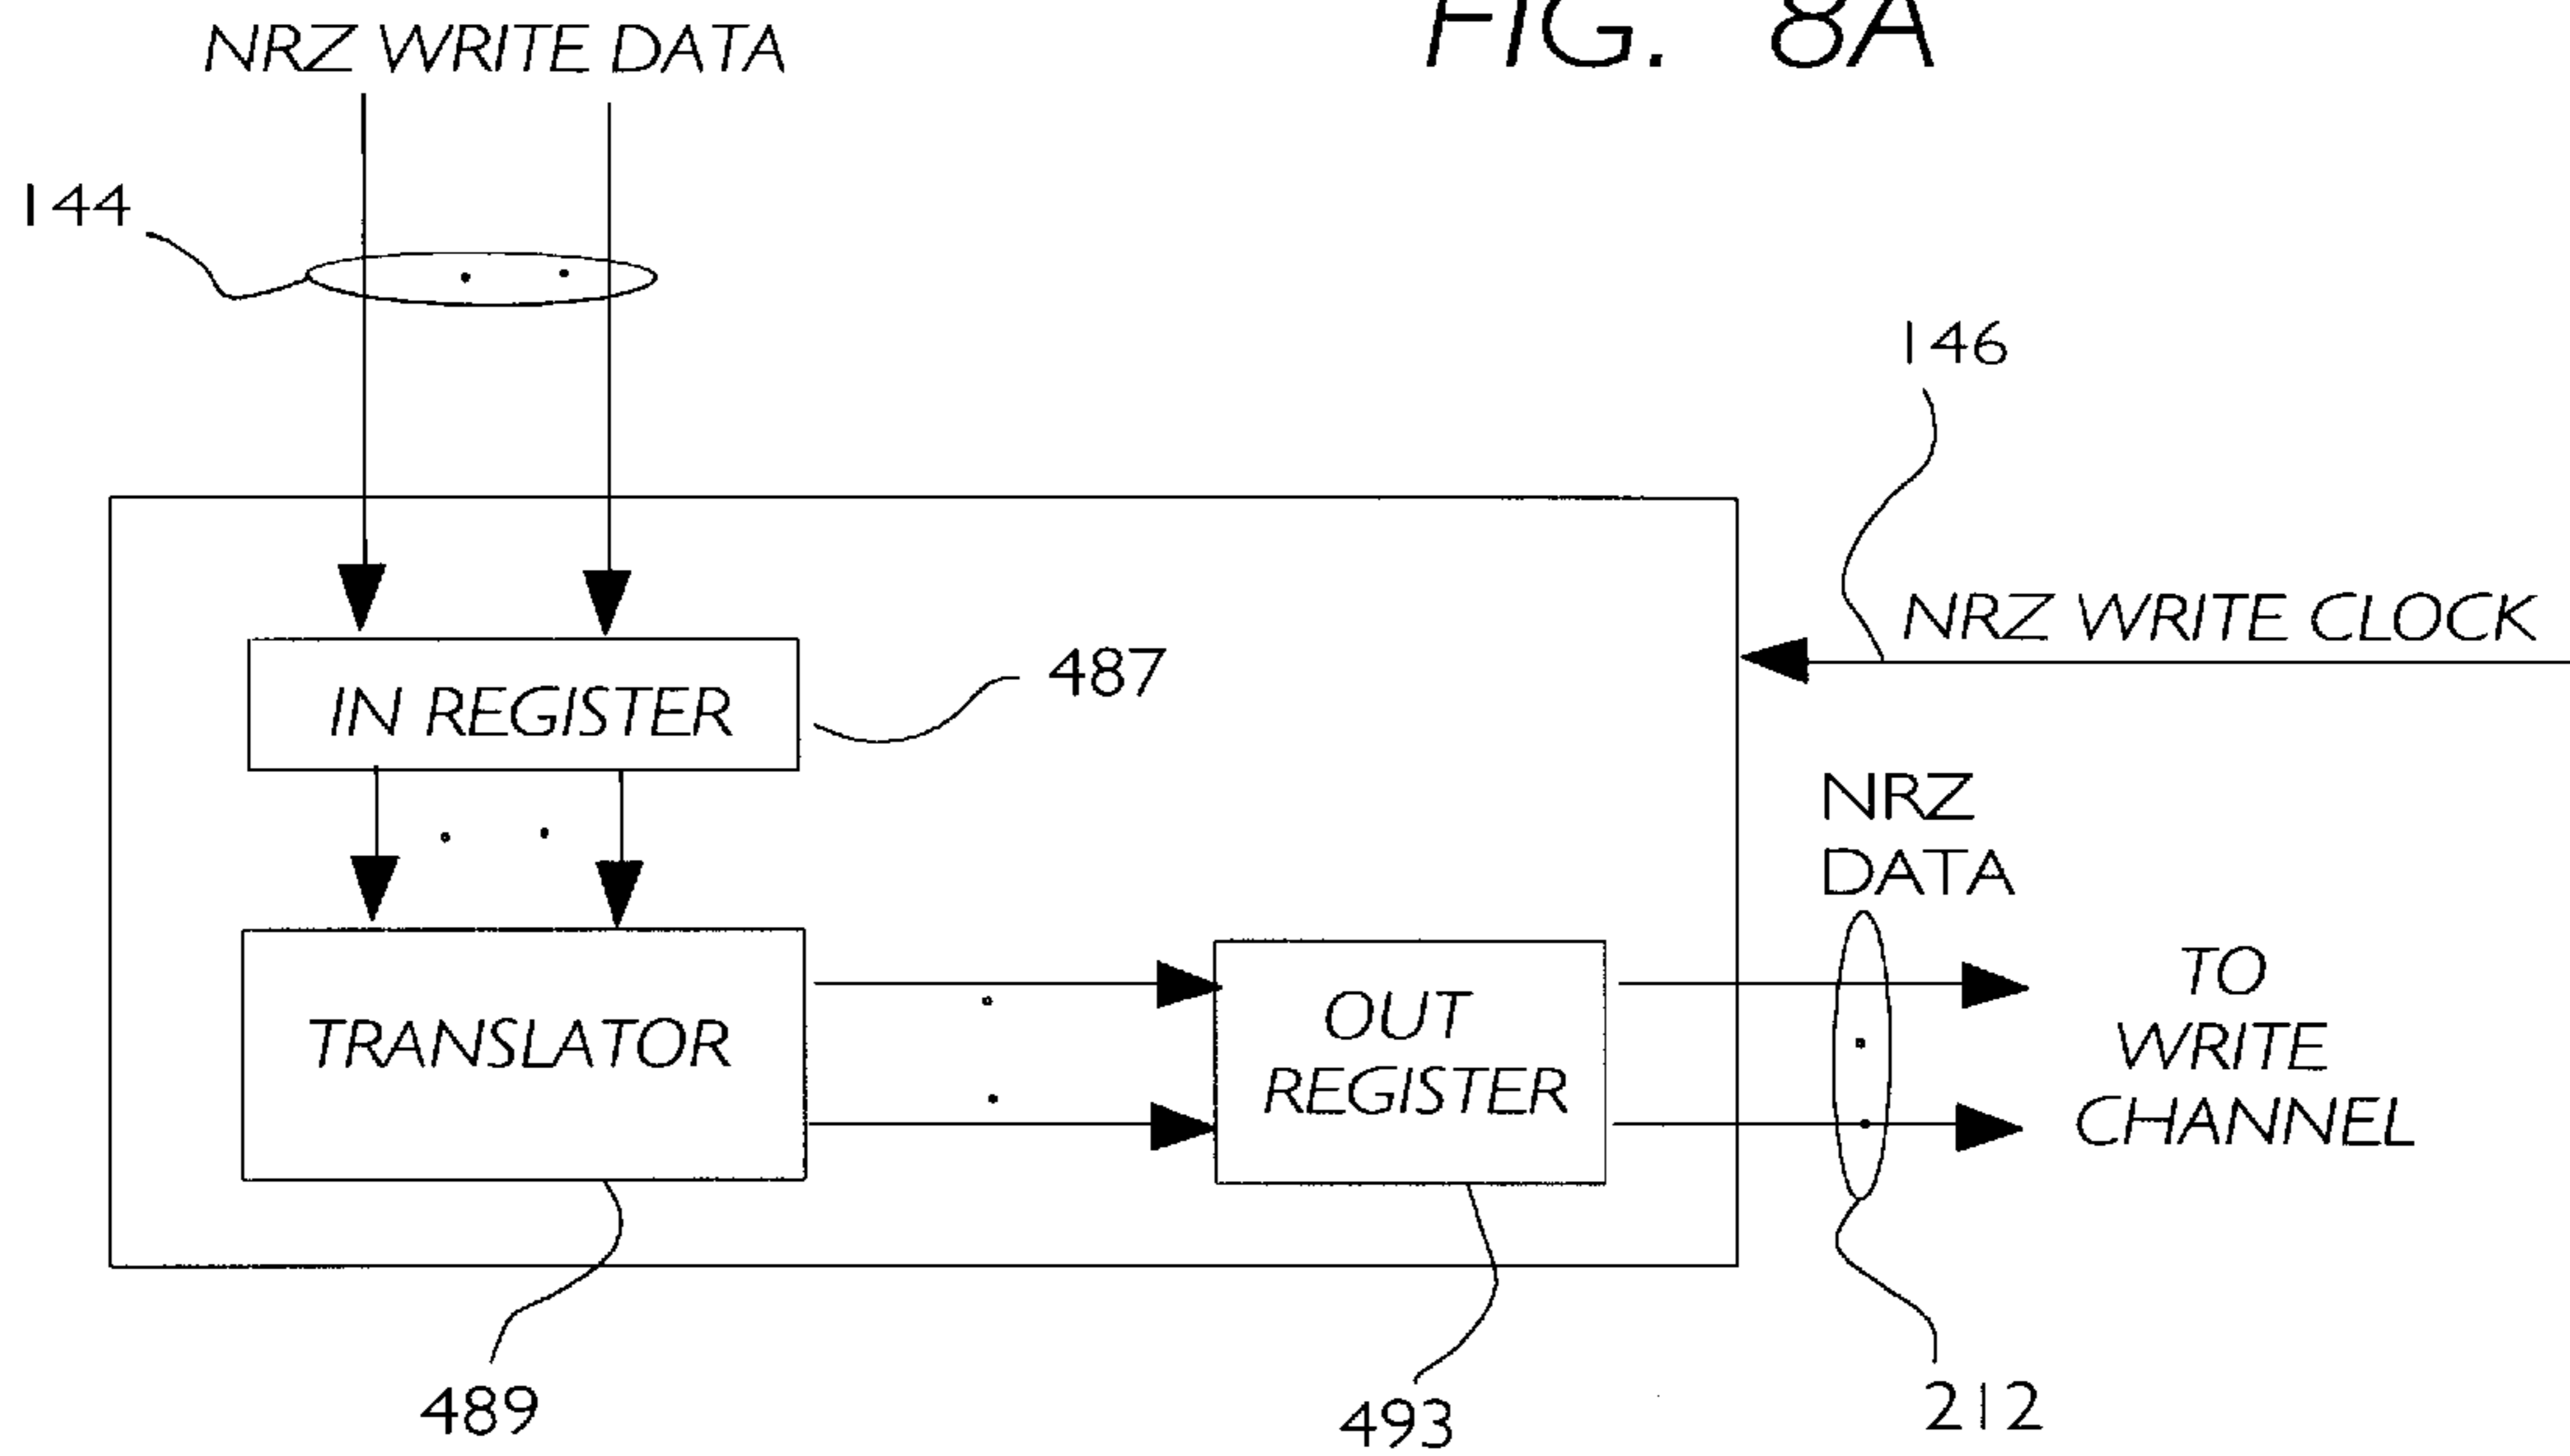 FIG. 8A
NRZ WRITE DATA
144
146
NRZ WRITE CLOCK
IN REGISTER
487
NRZ
DATA
TRANSLATOR
OUT
REGISTER
TO
WRITE
CHANNEL
489
493
212